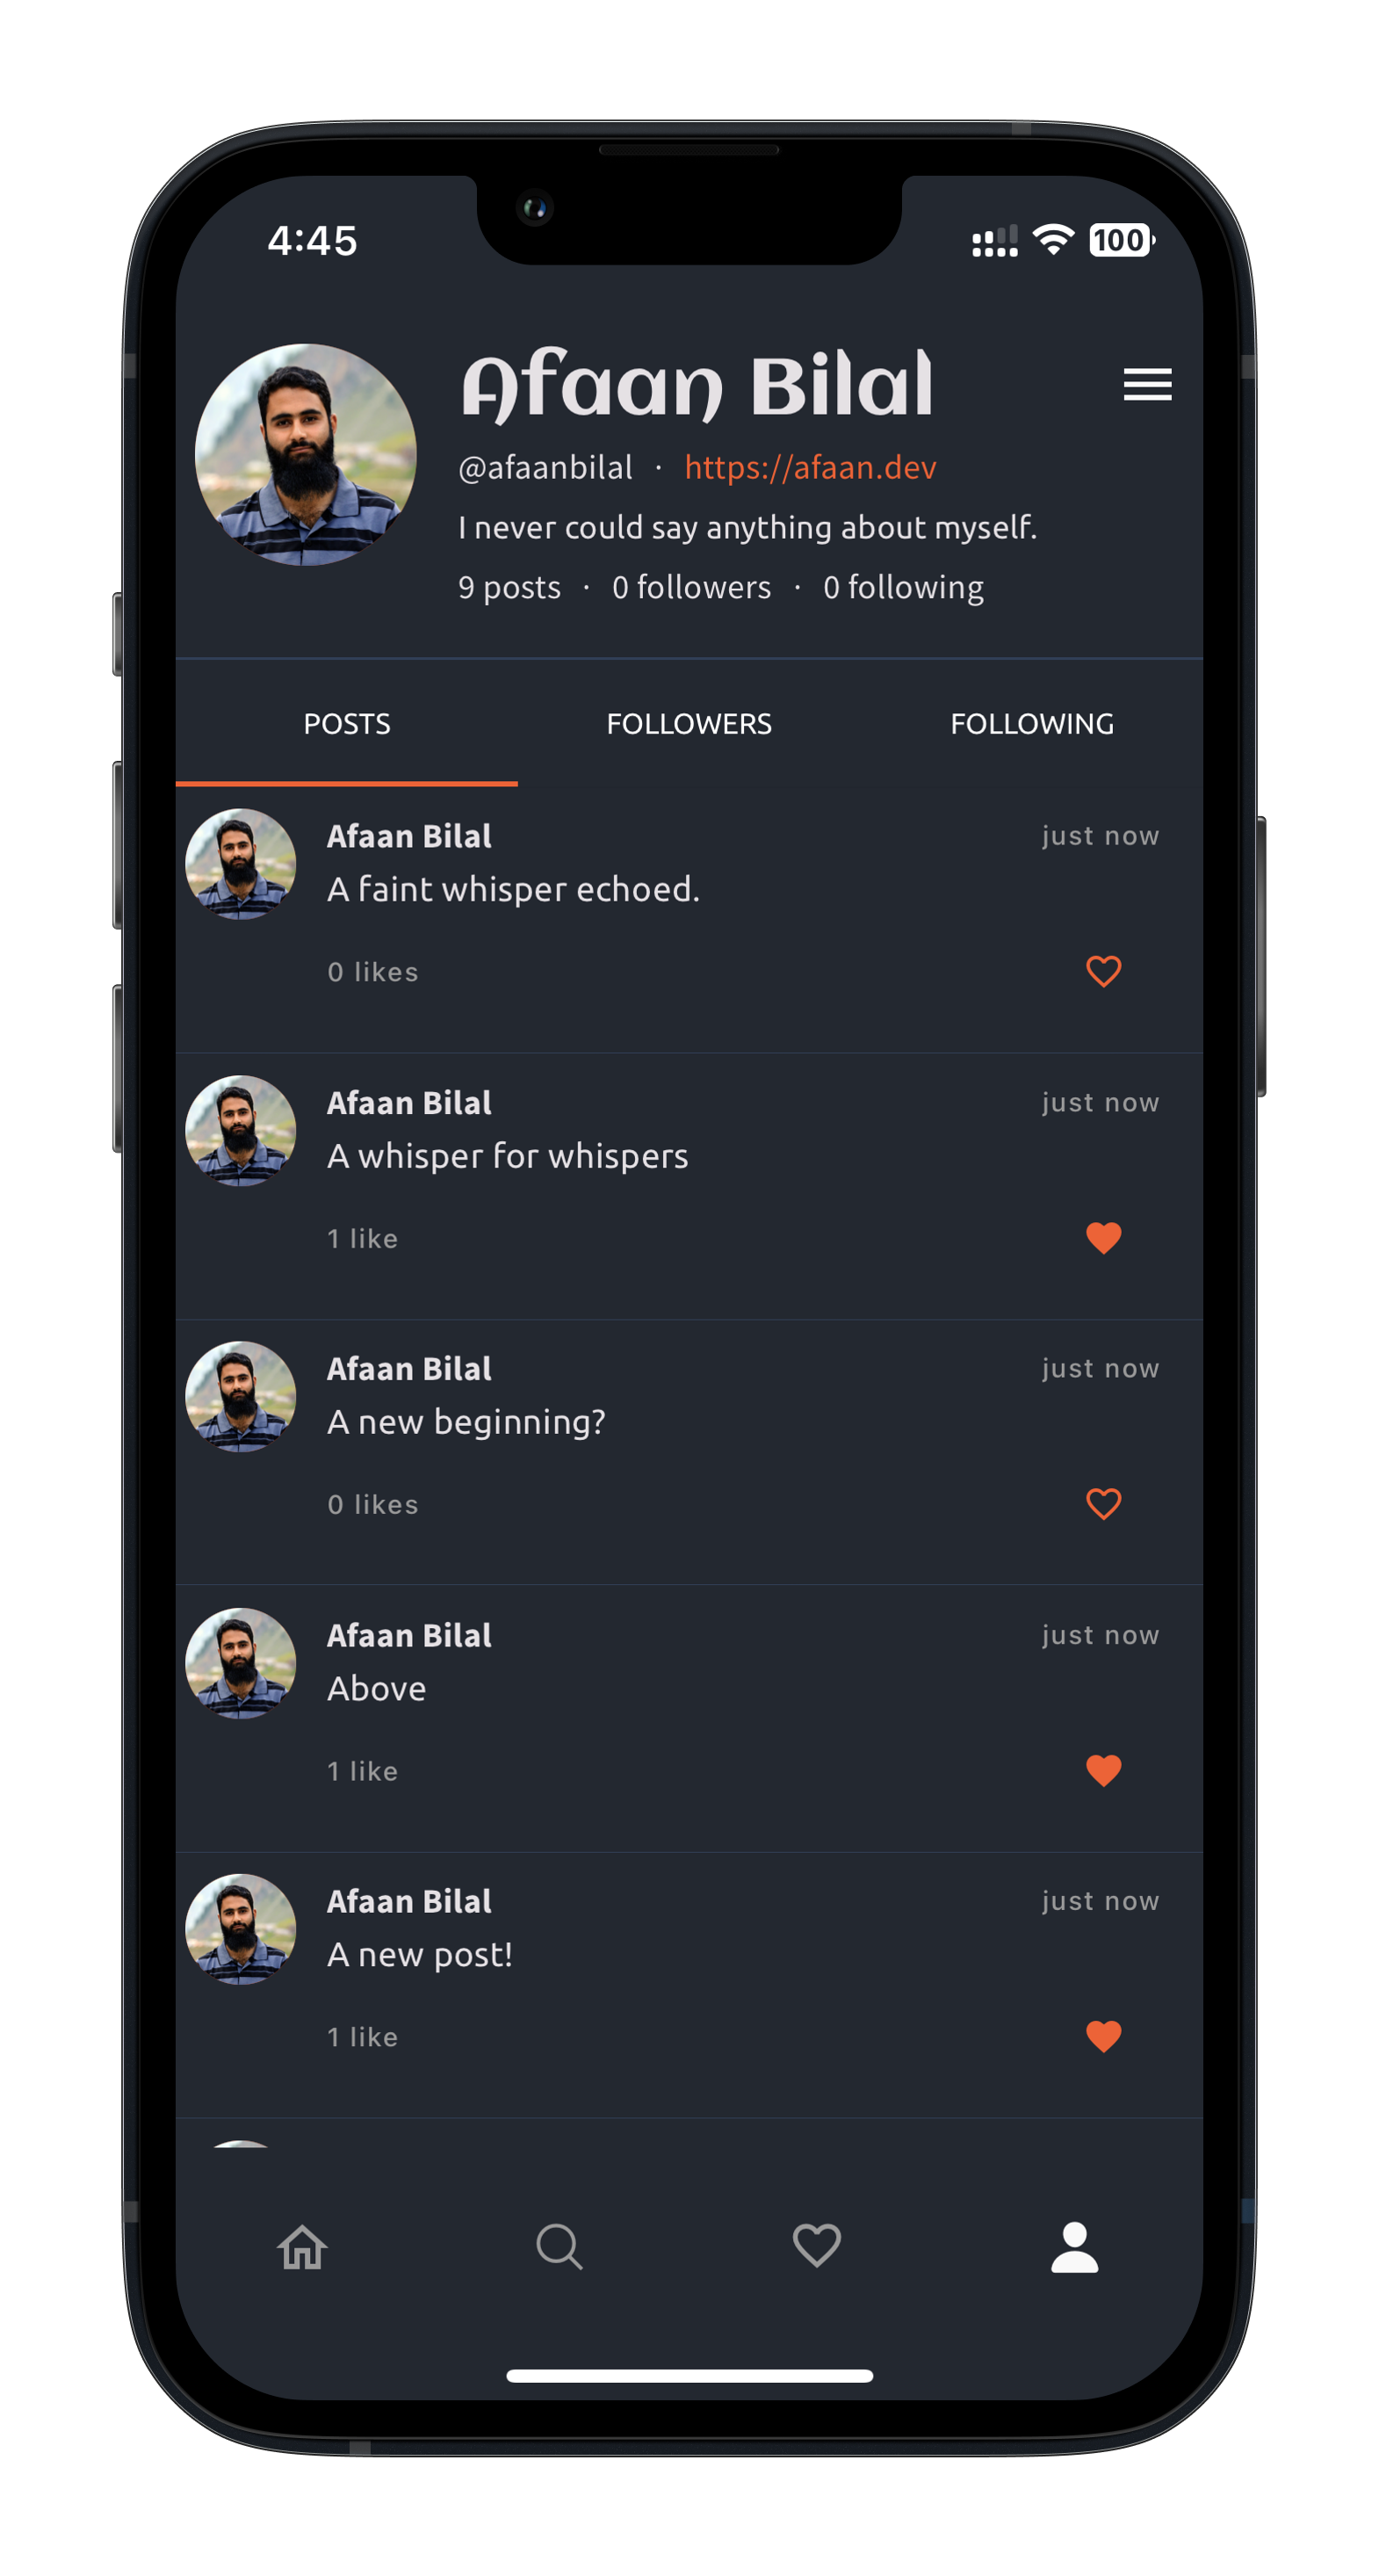 4:45
100
Afaan Bilal
@afaanbilal · https://afaan.dev
I never could say anything about myself.
9 posts · 0 followers · 0 following
POSTS FOLLOWERS FOLLOWING
Afaan Bilal just now
A faint whisper echoed.
0 likes
Afaan Bilal just now
A whisper for whispers
1 like
Afaan Bilal just now
A new beginning?
0 likes
Afaan Bilal just now
Above
1 like
Afaan Bilal just now
A new post!
1 like